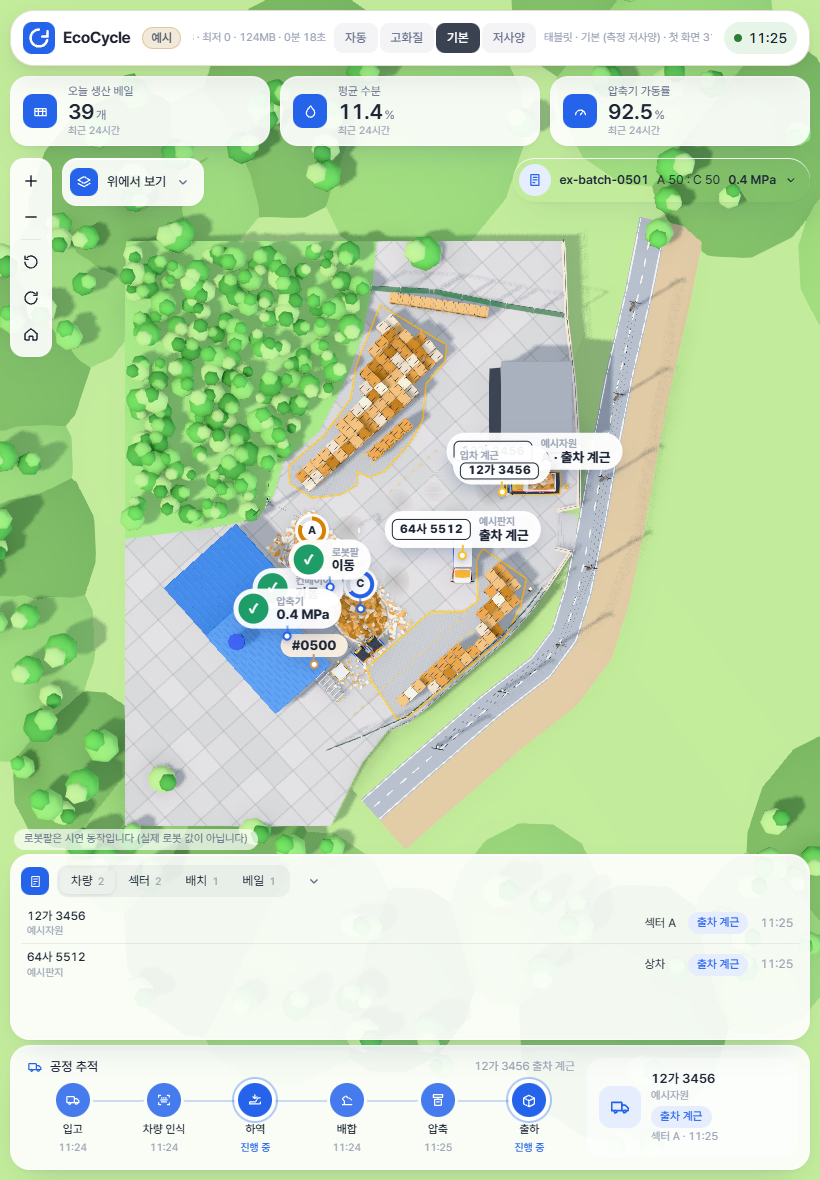 EcoCycle
예시
· 최저 0 · 124MB · 0분 18초
자동
고화질
기본
저사양
태블릿 · 기본 (측정 저사양) · 첫 화면
11:25
오늘 생산 베일
39개
최근 24시간
평균 수분
11.4%
최근 24시간
압축기 가동률
92.5%
최근 24시간
위에서 보기
ex-batch-0501 A 50 : C 50 0.4 MPa
예시자원
· 출차 계근
입차 계근
12가 3456
64사 5512
예시판지
출차 계근
A
로봇팔
이동
C
압축기
0.4 MPa
#0500
로봇팔은 시연 동작입니다 (실제 로봇 값이 아닙니다)
차량 2
섹터 2
배치 1
베일 1
12가 3456
예시자원
섹터 A
출차 계근
11:25
64사 5512
예시판지
상차
출차 계근
11:25
공정 추적
12가 3456 출차 계근
입고
11:24
차량 인식
11:24
하역
진행 중
배합
11:24
압축
11:25
출하
진행 중
12가 3456
예시자원
출차 계근
섹터 A · 11:25